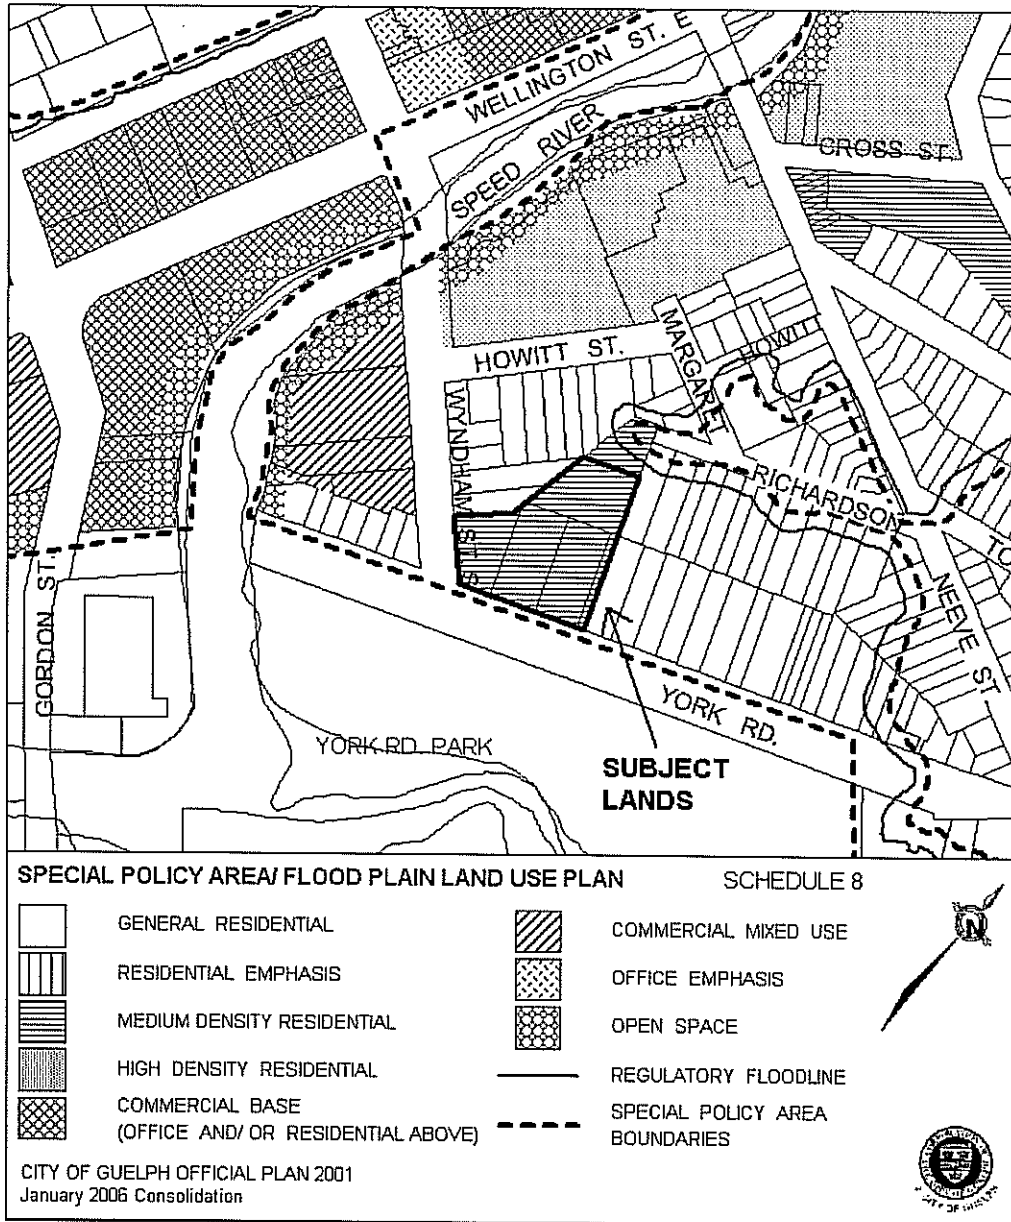 WELLINGTON ST. E
SPEED RIVER
CROSS ST.
HOWITT ST.
MARGARET
HOWITT
WYNDHAM ST. S.
RICHARDSON
NEEVE ST.
GORDON ST.
YORK RD. PARK
YORK RD.
SUBJECT
LANDS
SPECIAL POLICY AREA/ FLOOD PLAIN LAND USE PLAN
SCHEDULE 8
GENERAL RESIDENTIAL
RESIDENTIAL EMPHASIS
MEDIUM DENSITY RESIDENTIAL
HIGH DENSITY RESIDENTIAL
COMMERCIAL BASE
(OFFICE AND/ OR RESIDENTIAL ABOVE)
COMMERCIAL MIXED USE
OFFICE EMPHASIS
OPEN SPACE
REGULATORY FLOODLINE
SPECIAL POLICY AREA
BOUNDARIES
N
CITY OF GUELPH OFFICIAL PLAN 2001
January 2006 Consolidation